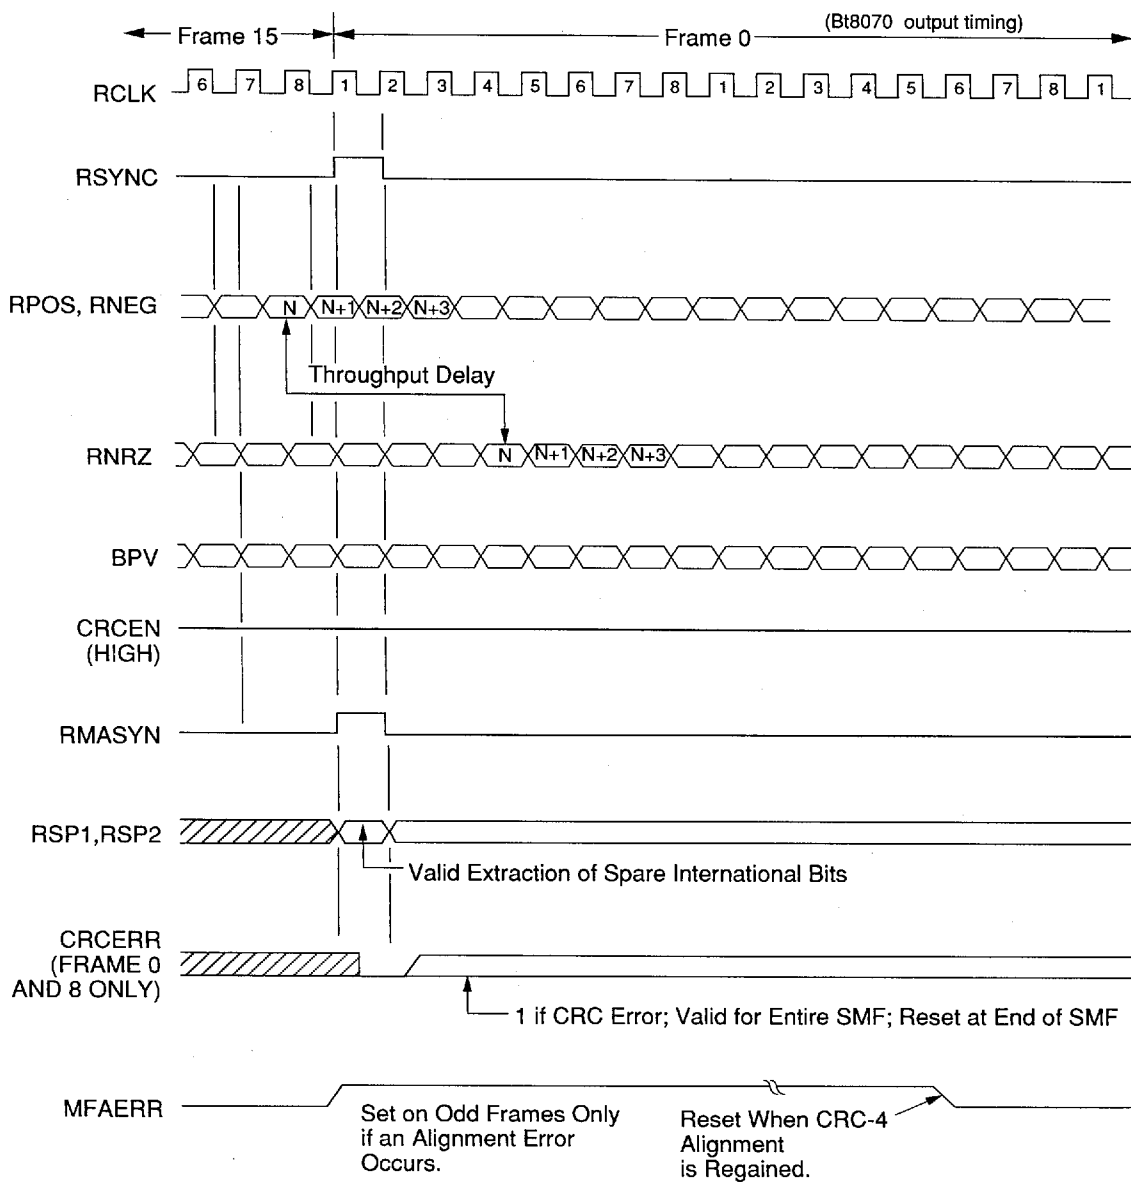 (Bt8070 output timing)
Frame 15
Frame 0
RCLK
6 7 8 1 2 3 4 5 6 7 8 1 2 3 4 5 6 7 8 1
RSYNC
RPOS, RNEG
N N+1 N+2 N+3
Throughput Delay
RNRZ
N N+1 N+2 N+3
BPV
CRCEN
(HIGH)
RMASYN
RSP1,RSP2
Valid Extraction of Spare International Bits
CRCERR
(FRAME 0
AND 8 ONLY)
1 if CRC Error; Valid for Entire SMF; Reset at End of SMF
MFAERR
Set on Odd Frames Only
if an Alignment Error
Occurs.
Reset When CRC-4
Alignment
is Regained.